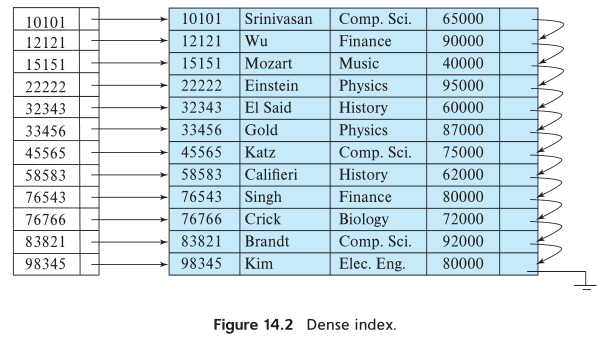 10101 10101 Srinivasan Comp. Sci. 65000
12121 12121 Wu Finance 90000
15151 15151 Mozart Music 40000
22222 22222 Einstein Physics 95000
32343 32343 El Said History 60000
33456 33456 Gold Physics 87000
45565 45565 Katz Comp. Sci. 75000
58583 58583 Califieri History 62000
76543 76543 Singh Finance 80000
76766 76766 Crick Biology 72000
83821 83821 Brandt Comp. Sci. 92000
98345 98345 Kim Elec. Eng. 80000
Figure 14.2 Dense index.